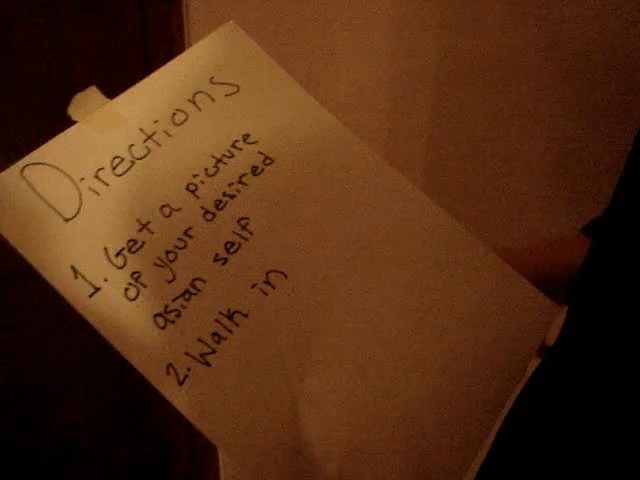 Directions
1. Get a picture
of your desired
asian self
2. Walk in